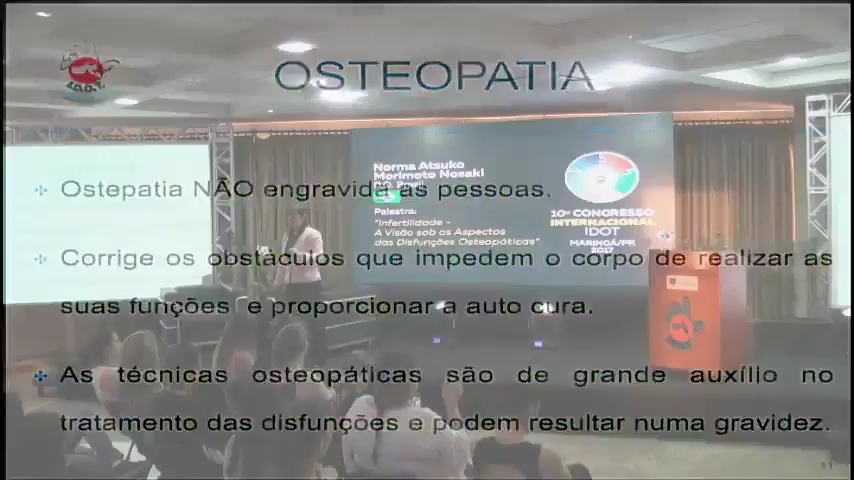 I.D.O.T.
OSTEOPATIA
Ostepatia NÃO engravida as pessoas.
Corrige os obstáculos que impedem o corpo de realizar as
suas funções e proporcionar a auto cura.
As técnicas osteopáticas são de grande auxílio no
tratamento das disfunções e podem resultar numa gravidez.
Norma Atsuko
Morimoto Nosaki
D.O. Brazil
Palestra:
"Infertilidade -
A Visão sob os Aspectos
das Disfunções Osteopáticas"
10º CONGRESSO
INTERNACIONAL
IDOT
MARINGÁ/PR
2017